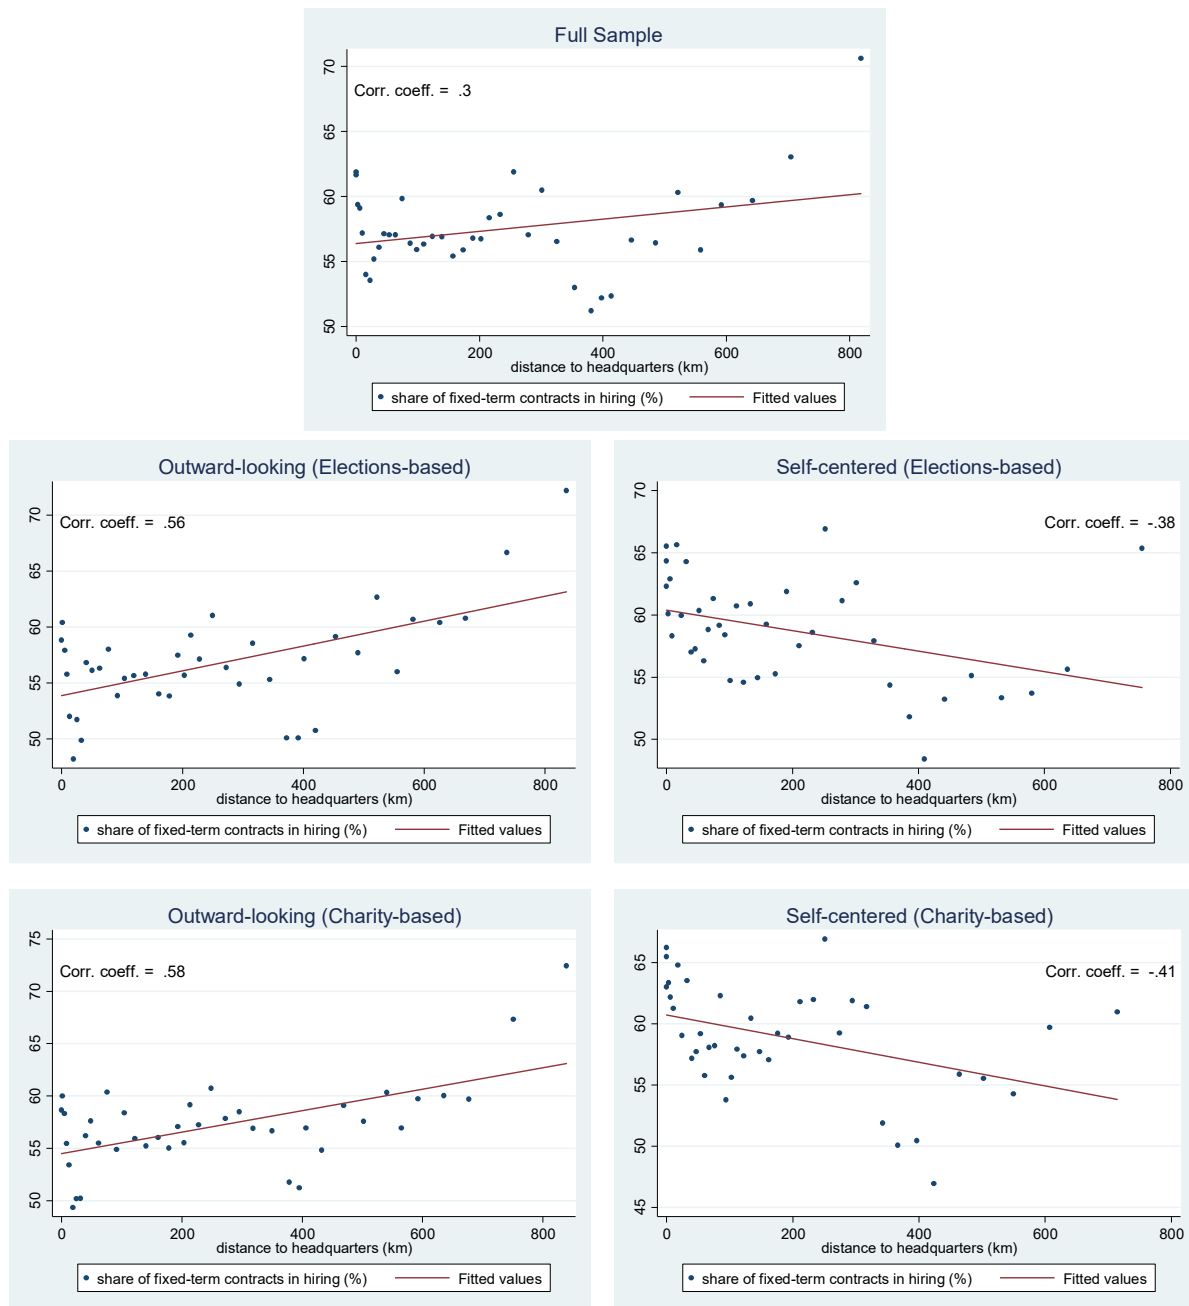 Full Sample
70
65
60
55
50
Corr. coeff. = .3
0 200 400 600 800
distance to headquarters (km)
share of fixed-term contracts in hiring (%) Fitted values
Outward-looking (Elections-based)
70
65
60
55
50
Corr. coeff. = .56
0 200 400 600 800
distance to headquarters (km)
share of fixed-term contracts in hiring (%) Fitted values
Self-centered (Elections-based)
70
65
60
55
50
Corr. coeff. = -.38
0 200 400 600 800
distance to headquarters (km)
share of fixed-term contracts in hiring (%) Fitted values
Outward-looking (Charity-based)
75
70
65
60
55
50
Corr. coeff. = .58
0 200 400 600 800
distance to headquarters (km)
share of fixed-term contracts in hiring (%) Fitted values
Self-centered (Charity-based)
65
60
55
50
45
Corr. coeff. = -.41
0 200 400 600 800
distance to headquarters (km)
share of fixed-term contracts in hiring (%) Fitted values